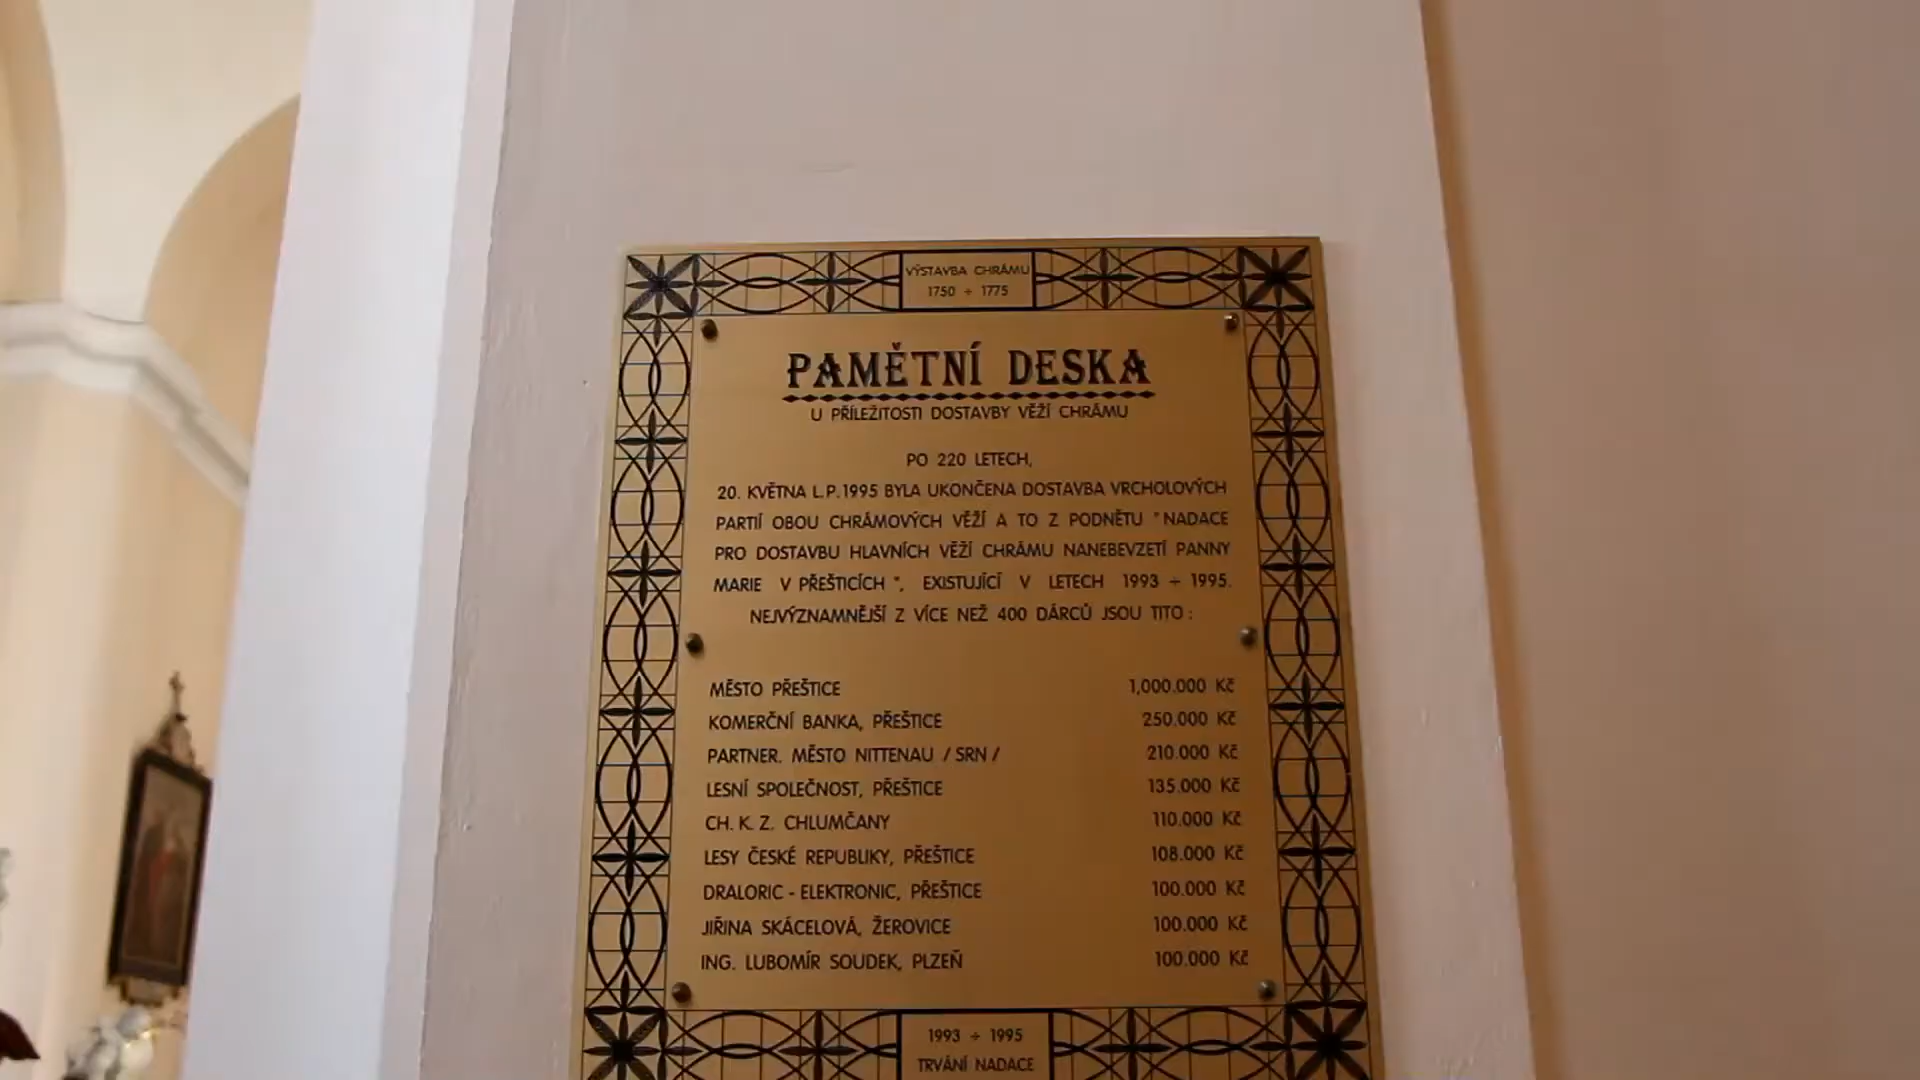 VÝSTAVBA CHRÁMU
1750 ÷ 1775
PAMĚTNÍ DESKA
U PŘÍLEŽITOSTI DOSTAVBY VĚŽÍ CHRÁMU
PO 220 LETECH,
20. KVĚTNA L.P.1995 BYLA UKONČENA DOSTAVBA VRCHOLOVÝCH
PARTIÍ OBOU CHRÁMOVÝCH VĚŽÍ A TO Z PODNĚTU "NADACE
PRO DOSTAVBU HLAVNÍCH VĚŽÍ CHRÁMU NANEBEVZETÍ PANNY
MARIE V PŘEŠTICÍCH", EXISTUJÍCÍ V LETECH 1993 ÷ 1995.
NEJVÝZNAMNĚJŠÍ Z VÍCE NEŽ 400 DÁRCŮ JSOU TITO:
MĚSTO PŘEŠTICE 1,000.000 Kč
KOMERČNÍ BANKA, PŘEŠTICE 250.000 Kč
PARTNER. MĚSTO NITTENAU / SRN / 210.000 Kč
LESNÍ SPOLEČNOST, PŘEŠTICE 135.000 Kč
CH. K. Z. CHLUMČANY 110.000 Kč
LESY ČESKÉ REPUBLIKY, PŘEŠTICE 108.000 Kč
DRALORIC - ELEKTRONIC, PŘEŠTICE 100.000 Kč
JIŘINA SKÁCELOVÁ, ŽEROVICE 100.000 Kč
ING. LUBOMÍR SOUDEK, PLZEŇ 100.000 Kč
1993 ÷ 1995
TRVÁNÍ NADACE